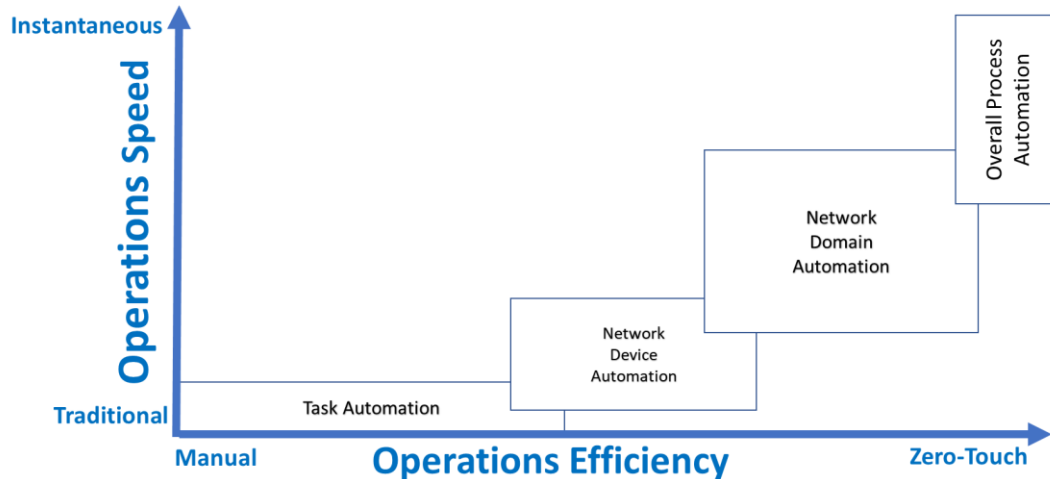 Instantaneous
Operations Speed
Overall Process
Automation
Network
Domain
Automation
Network
Device
Automation
Task Automation
Traditional
Manual
Operations Efficiency
Zero-Touch